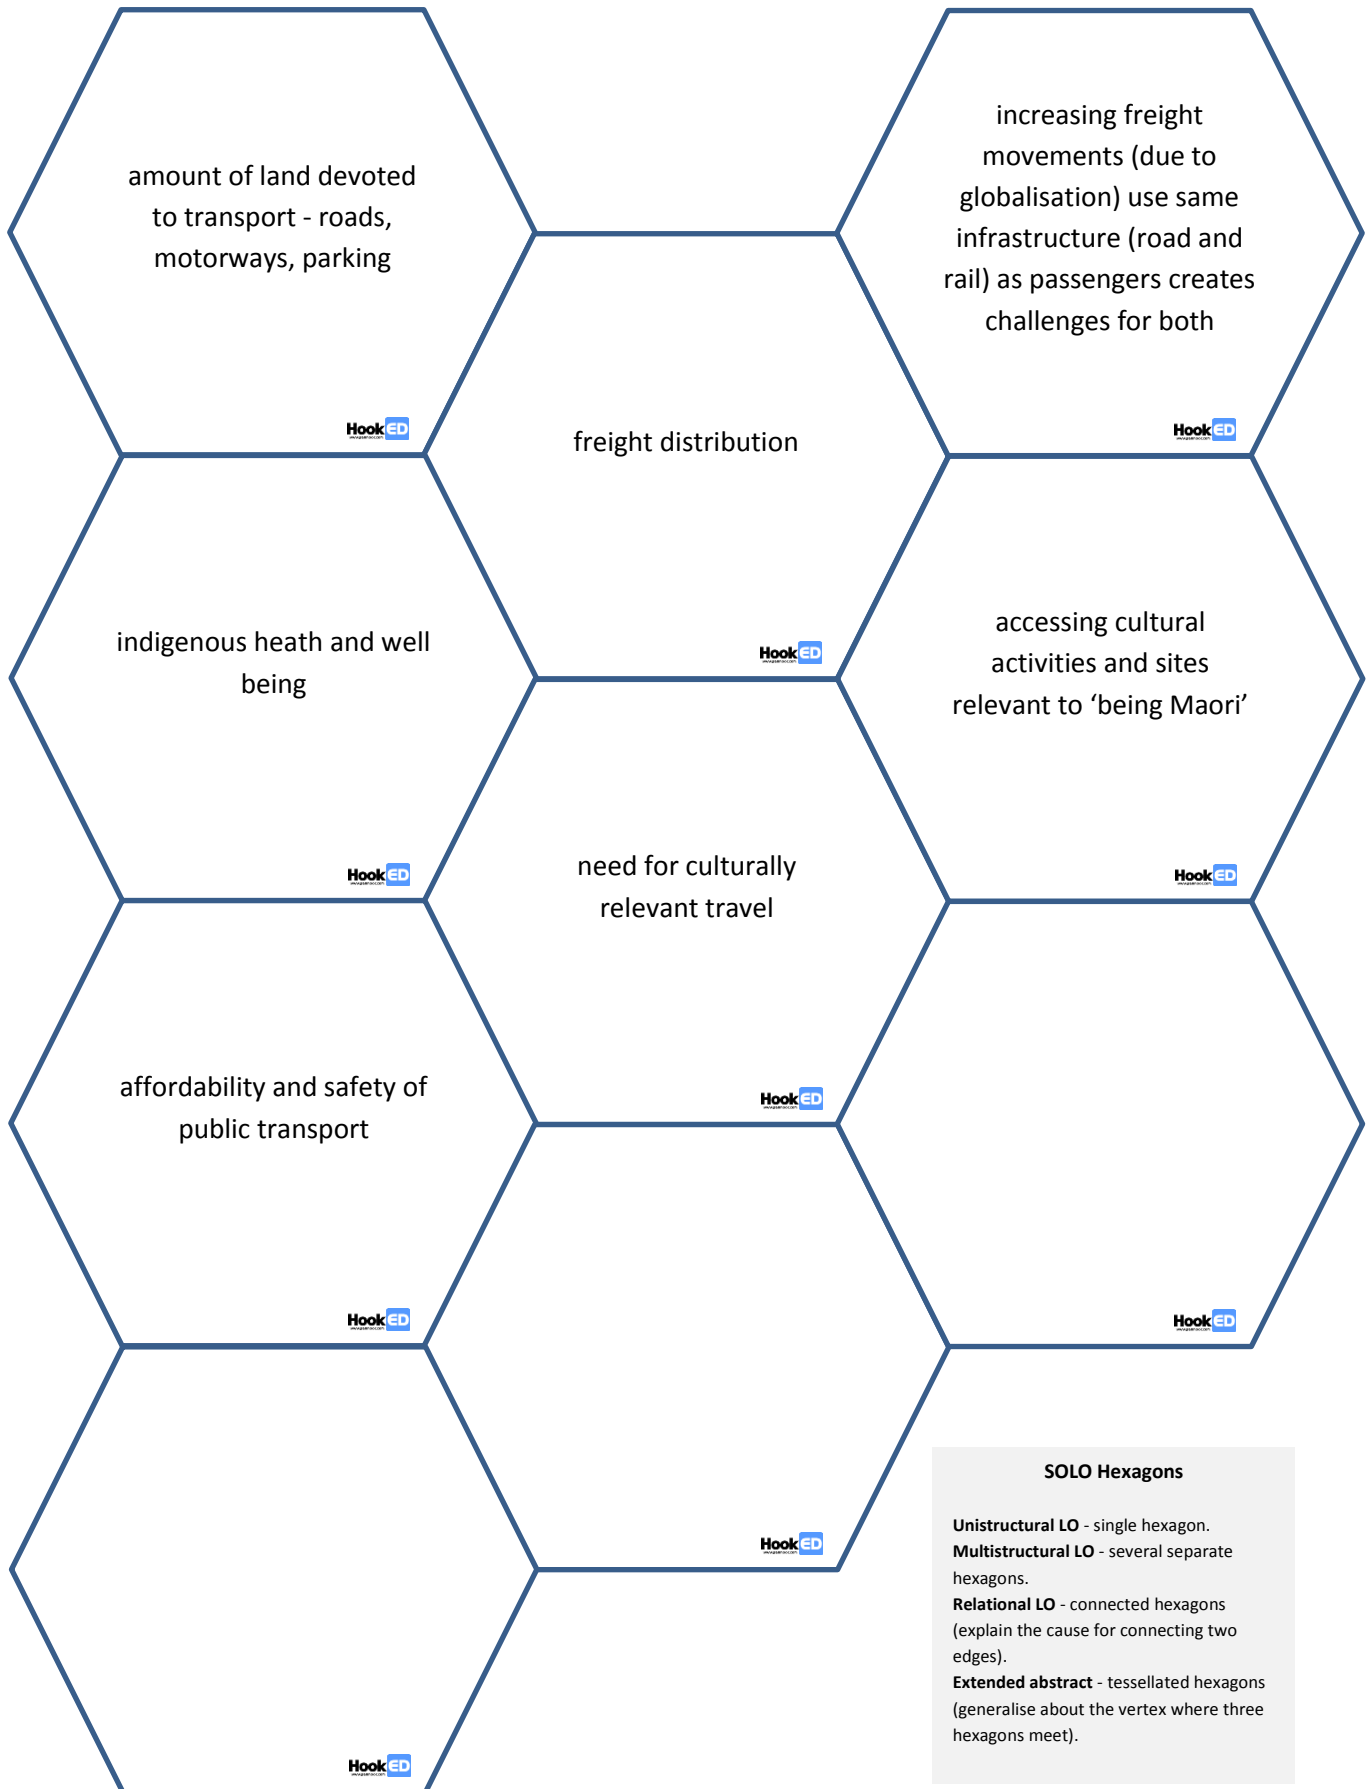 amount of land devoted
to transport - roads,
motorways, parking
HookED
increasing freight
movements (due to
globalisation) use same
infrastructure (road and
rail) as passengers creates
challenges for both
HookED
freight distribution
HookED
indigenous heath and well
being
HookED
accessing cultural
activities and sites
relevant to ‘being Maori’
HookED
need for culturally
relevant travel
HookED
affordability and safety of
public transport
HookED
HookED
HookED
HookED
SOLO Hexagons
Unistructural LO - single hexagon.
Multistructural LO - several separate
hexagons.
Relational LO - connected hexagons
(explain the cause for connecting two
edges).
Extended abstract - tessellated hexagons
(generalise about the vertex where three
hexagons meet).